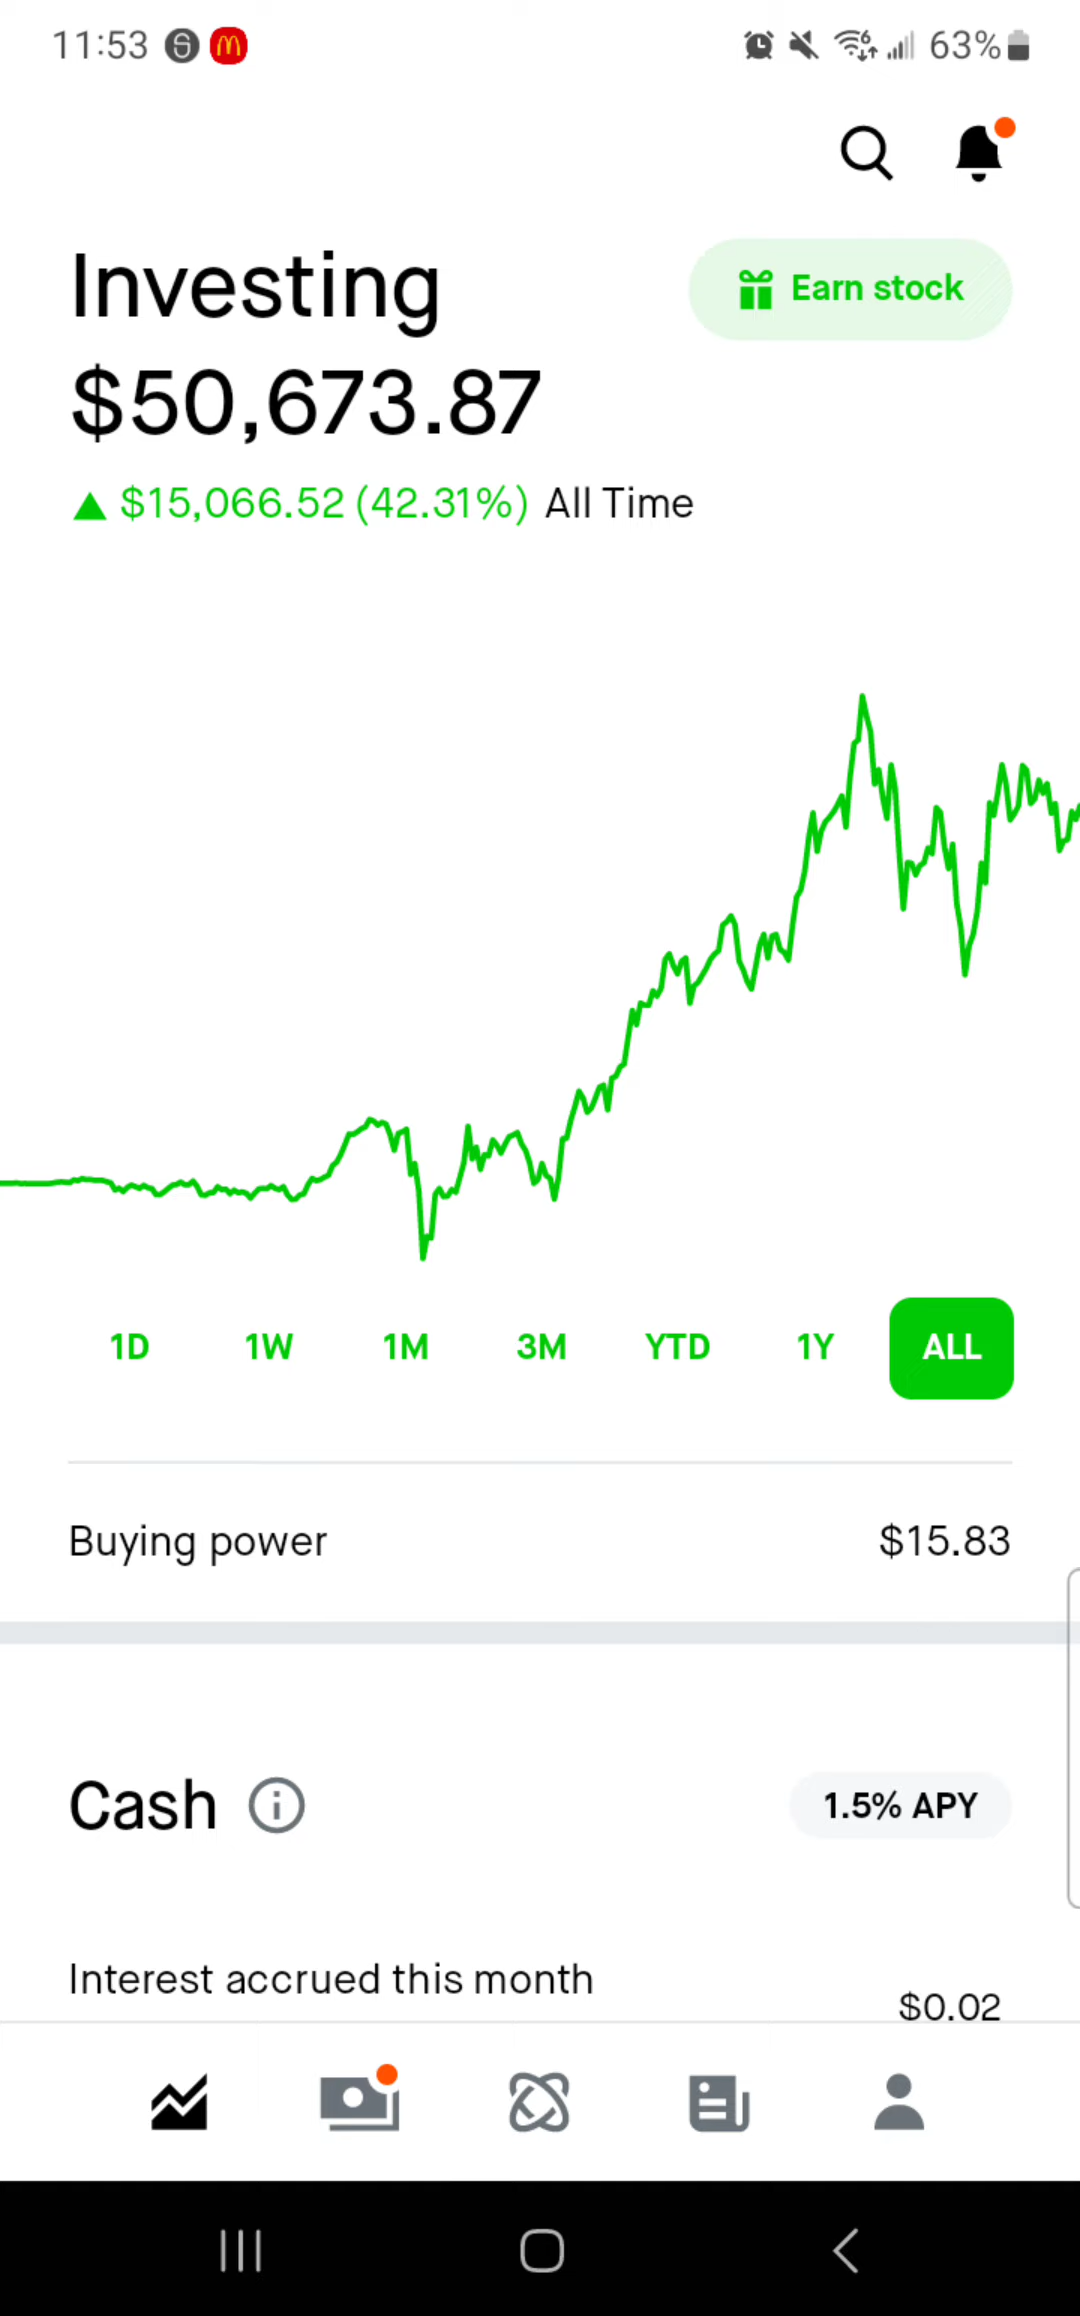 11:53 63%
Investing
Earn stock
$50,673.87
▲ $15,066.52 (42.31%) All Time
1D 1W 1M 3M YTD 1Y ALL
Buying power $15.83
Cash 1.5% APY
Interest accrued this month $0.02